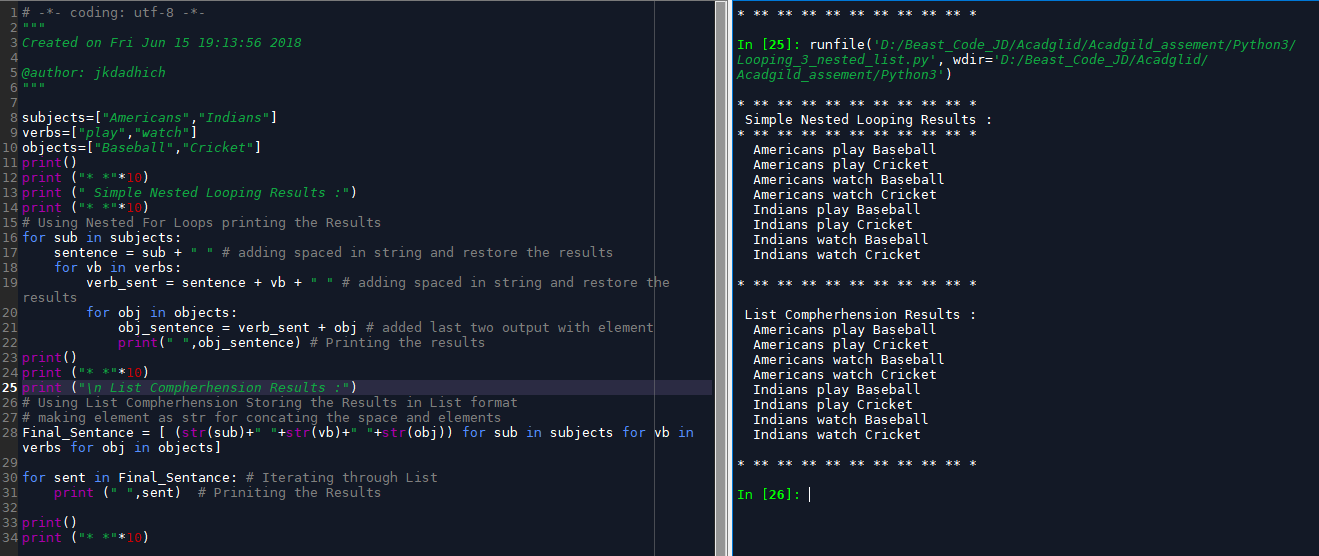 1 # -*- coding: utf-8 -*-
2 """
3 Created on Fri Jun 15 19:13:56 2018
4
5 @author: jkdadhich
6 """
7
8 subjects=["Americans","Indians"]
9 verbs=["play","watch"]
10 objects=["Baseball","Cricket"]
11 print()
12 print ("* *"*10)
13 print (" Simple Nested Looping Results :")
14 print ("* *"*10)
15 # Using Nested For Loops printing the Results
16 for sub in subjects:
17     sentence = sub + " " # adding spaced in string and restore the results
18     for vb in verbs:
19         verb_sent = sentence + vb + " " # adding spaced in string and restore the
results
20         for obj in objects:
21             obj_sentence = verb_sent + obj # added last two output with element
22             print(" ",obj_sentence) # Printing the results
23 print()
24 print ("* *"*10)
25 print ("\n List Compherhension Results :")
26 # Using List Compherhension Storing the Results in List format
27 # making element as str for concating the space and elements
28 Final_Sentance = [ (str(sub)+" "+str(vb)+" "+str(obj)) for sub in subjects for vb in
verbs for obj in objects]
29
30 for sent in Final_Sentance: # Iterating through List
31     print (" ",sent)  # Priniting the Results
32
33 print()
34 print ("* *"*10)
* ** ** ** ** ** ** ** ** ** *
In [25]: runfile('D:/Beast_Code_JD/Acadglid/Acadgild_assement/Python3/
Looping_3_nested_list.py', wdir='D:/Beast_Code_JD/Acadglid/
Acadgild_assement/Python3')
* ** ** ** ** ** ** ** ** ** *
 Simple Nested Looping Results :
* ** ** ** ** ** ** ** ** ** *
  Americans play Baseball
  Americans play Cricket
  Americans watch Baseball
  Americans watch Cricket
  Indians play Baseball
  Indians play Cricket
  Indians watch Baseball
  Indians watch Cricket
* ** ** ** ** ** ** ** ** ** *
 List Compherhension Results :
  Americans play Baseball
  Americans play Cricket
  Americans watch Baseball
  Americans watch Cricket
  Indians play Baseball
  Indians play Cricket
  Indians watch Baseball
  Indians watch Cricket
* ** ** ** ** ** ** ** ** ** *
In [26]: